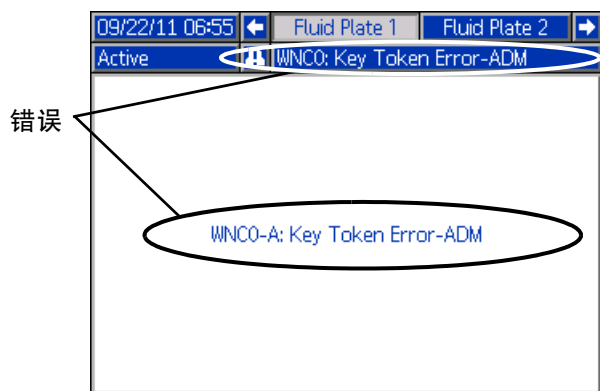 09/22/11 06:55 Fluid Plate 1 Fluid Plate 2
Active WNC0: Key Token Error-ADM
错误
WNC0-A: Key Token Error-ADM